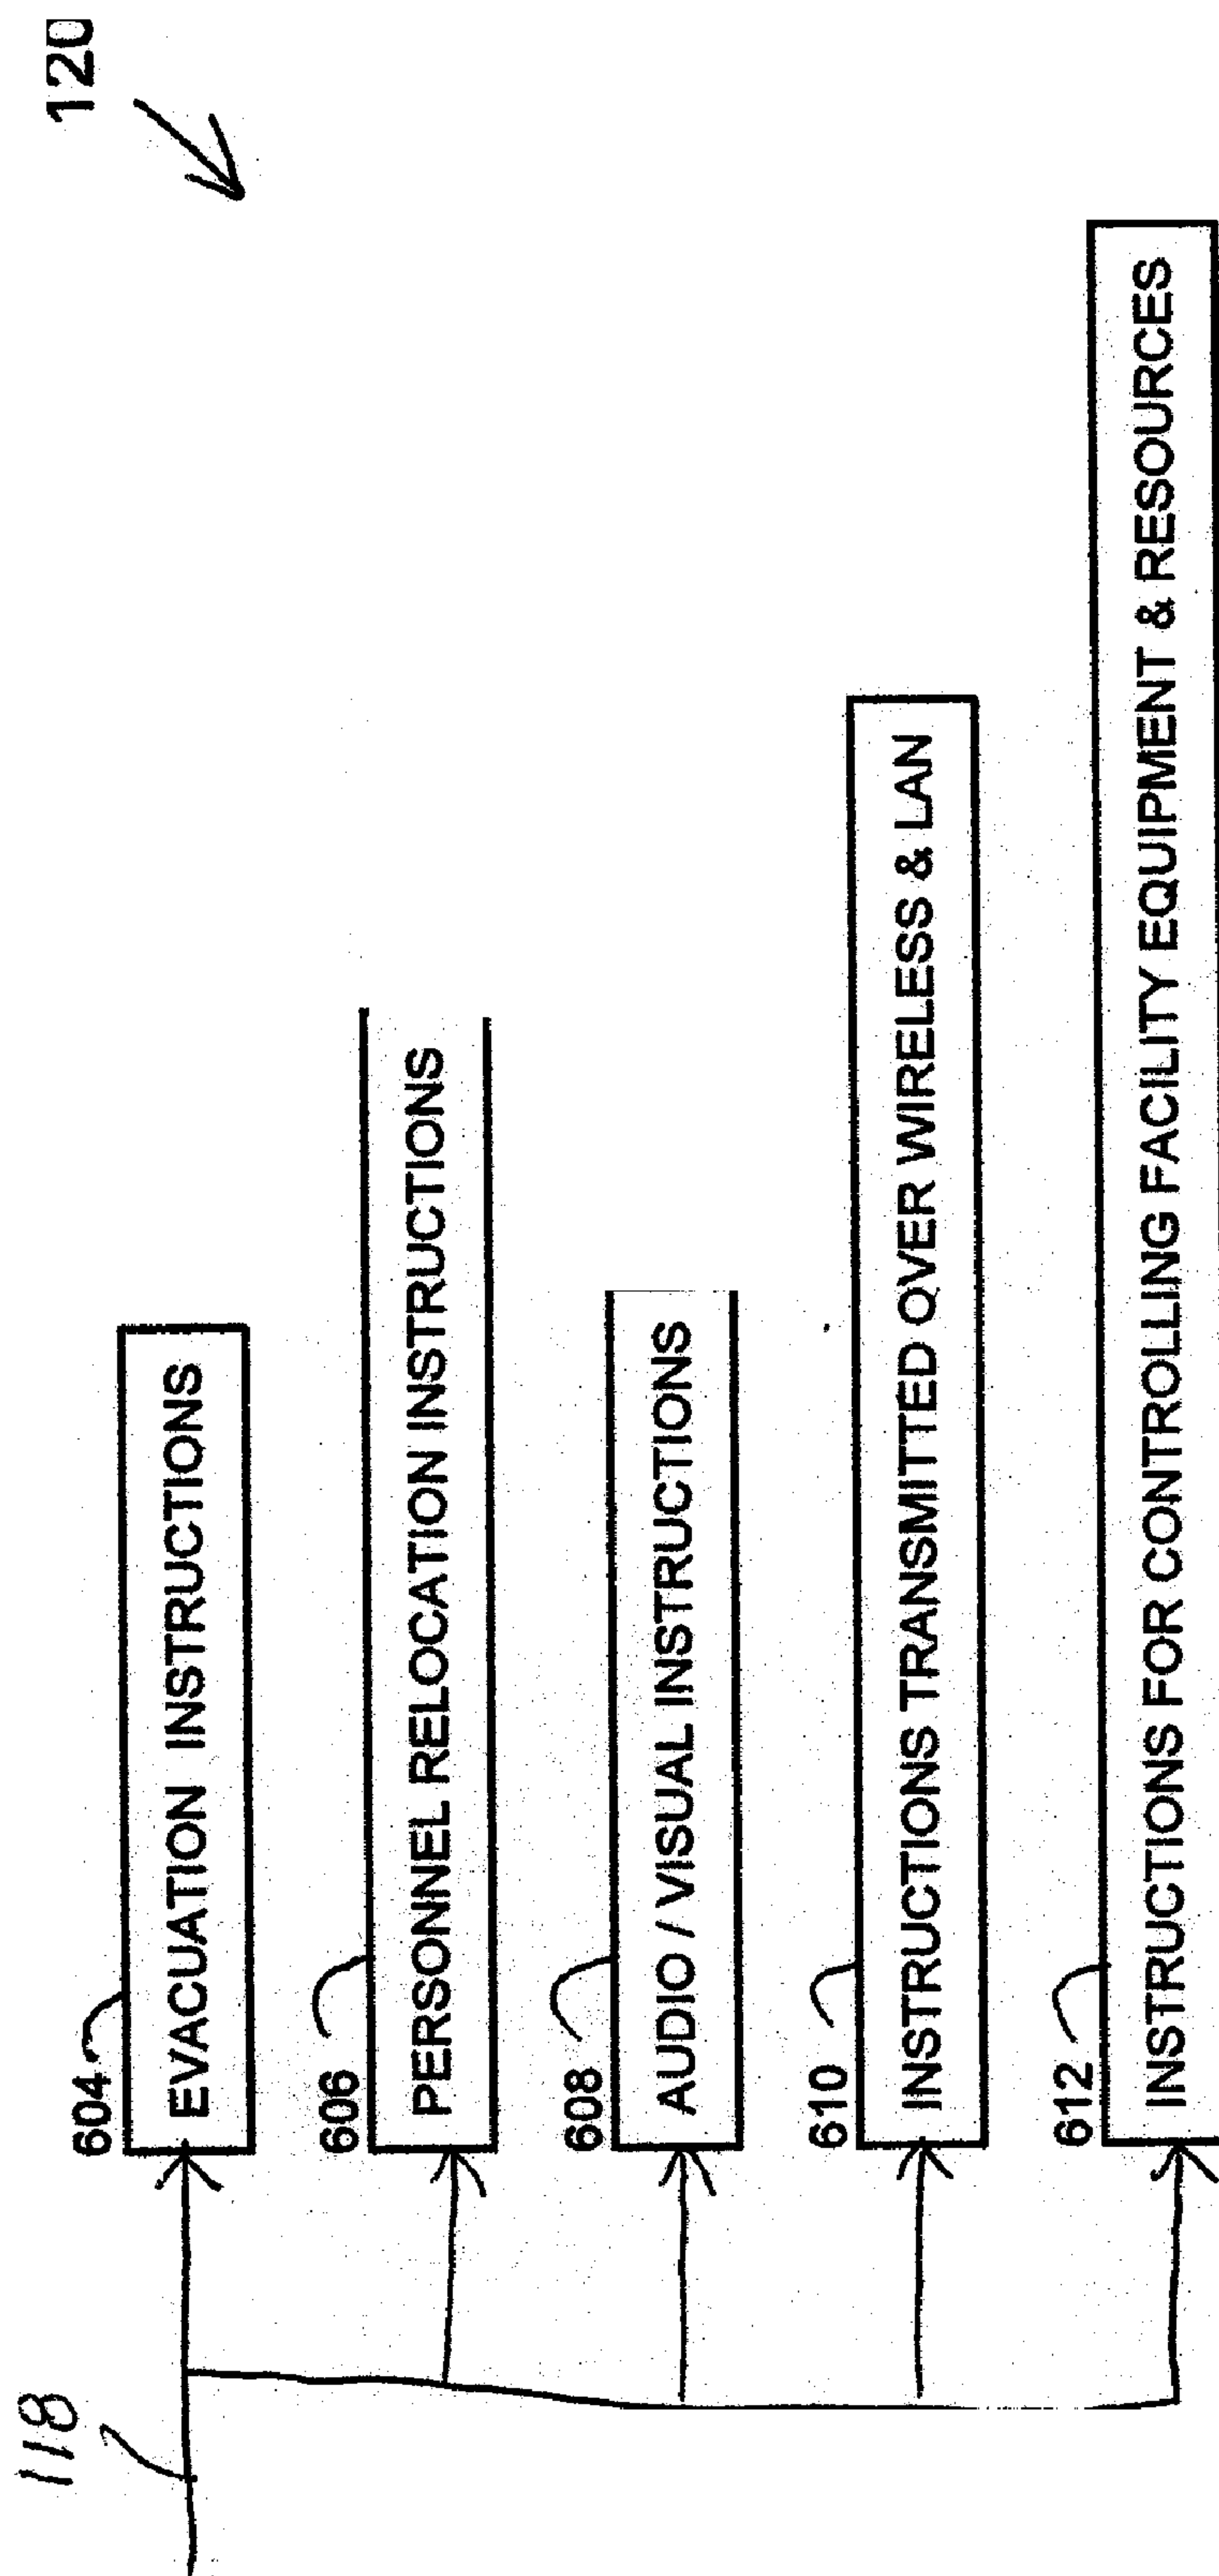 120
118
604
EVACUATION INSTRUCTIONS
606
PERSONNEL RELOCATION INSTRUCTIONS
608
AUDIO / VISUAL INSTRUCTIONS
610
INSTRUCTIONS TRANSMITTED OVER WIRELESS & LAN
612
INSTRUCTIONS FOR CONTROLLING FACILITY EQUIPMENT & RESOURCES